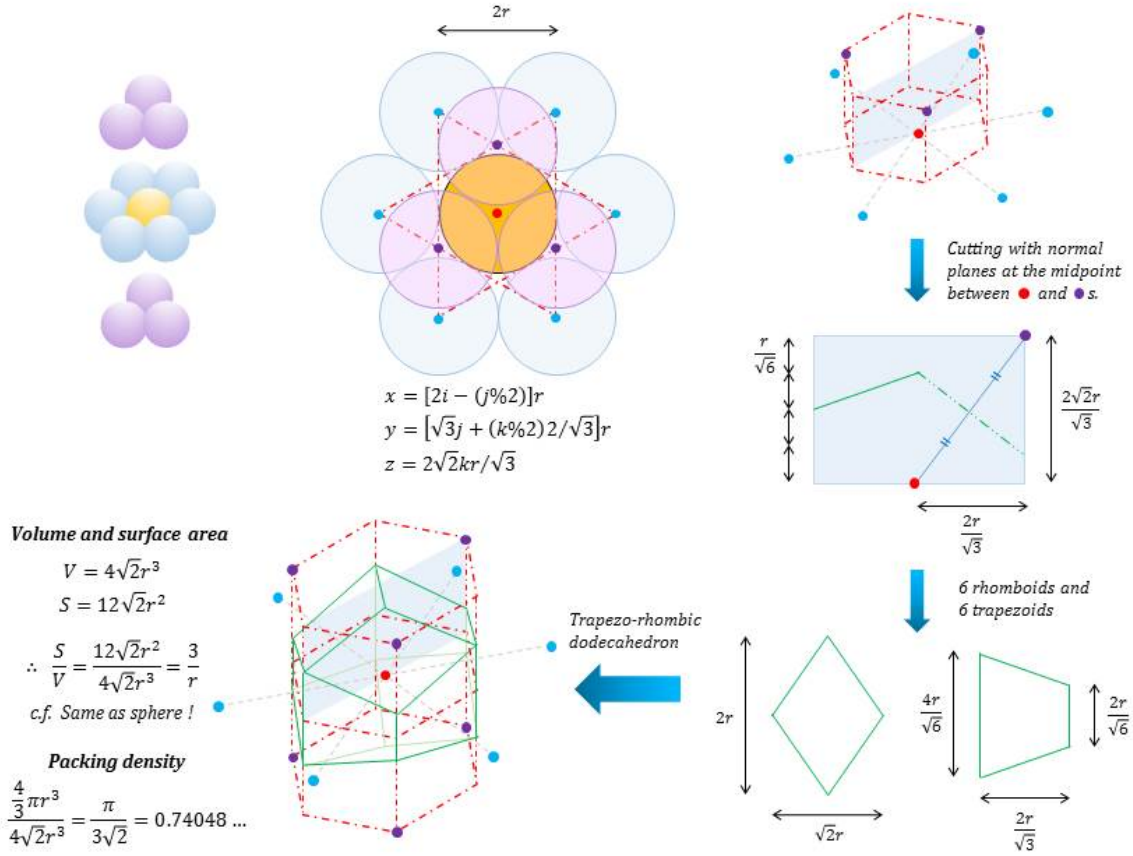 2r
x = [2i − (j%2)]r
y = [√3j + (k%2)2/√3]r
z = 2√2kr/√3
Cutting with normal
planes at the midpoint
between ● and ●s.
r/√6
2√2r/√3
2r/√3
6 rhomboids and
6 trapezoids
2r
√2r
4r/√6
2r/√6
2r/√3
Trapezo-rhombic
dodecahedron
Volume and surface area
V = 4√2r³
S = 12√2r²
∴ S/V = 12√2r²/4√2r³ = 3/r
c.f. Same as sphere !
Packing density
4/3πr³/4√2r³ = π/3√2 = 0.74048 ...